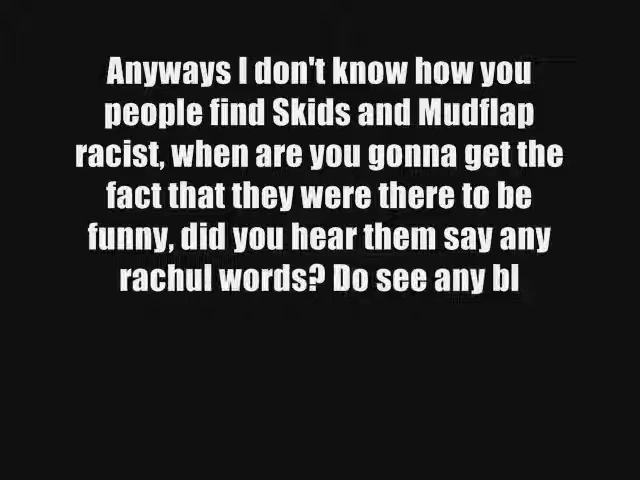 Anyways I don't know how you
people find Skids and Mudflap
racist, when are you gonna get the
fact that they were there to be
funny, did you hear them say any
rachul words? Do see any bl